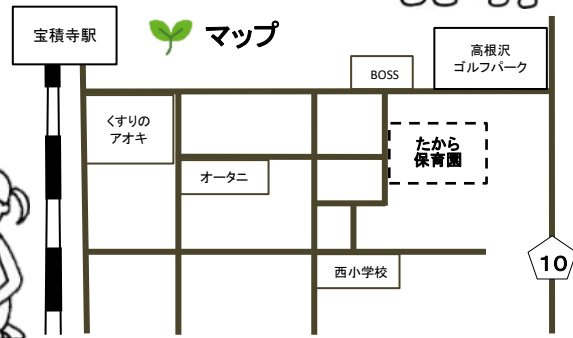 宝積寺駅
マップ
BOSS
高根沢
ゴルフパーク
くすりの
アオキ
たから
保育園
オータニ
西小学校
10